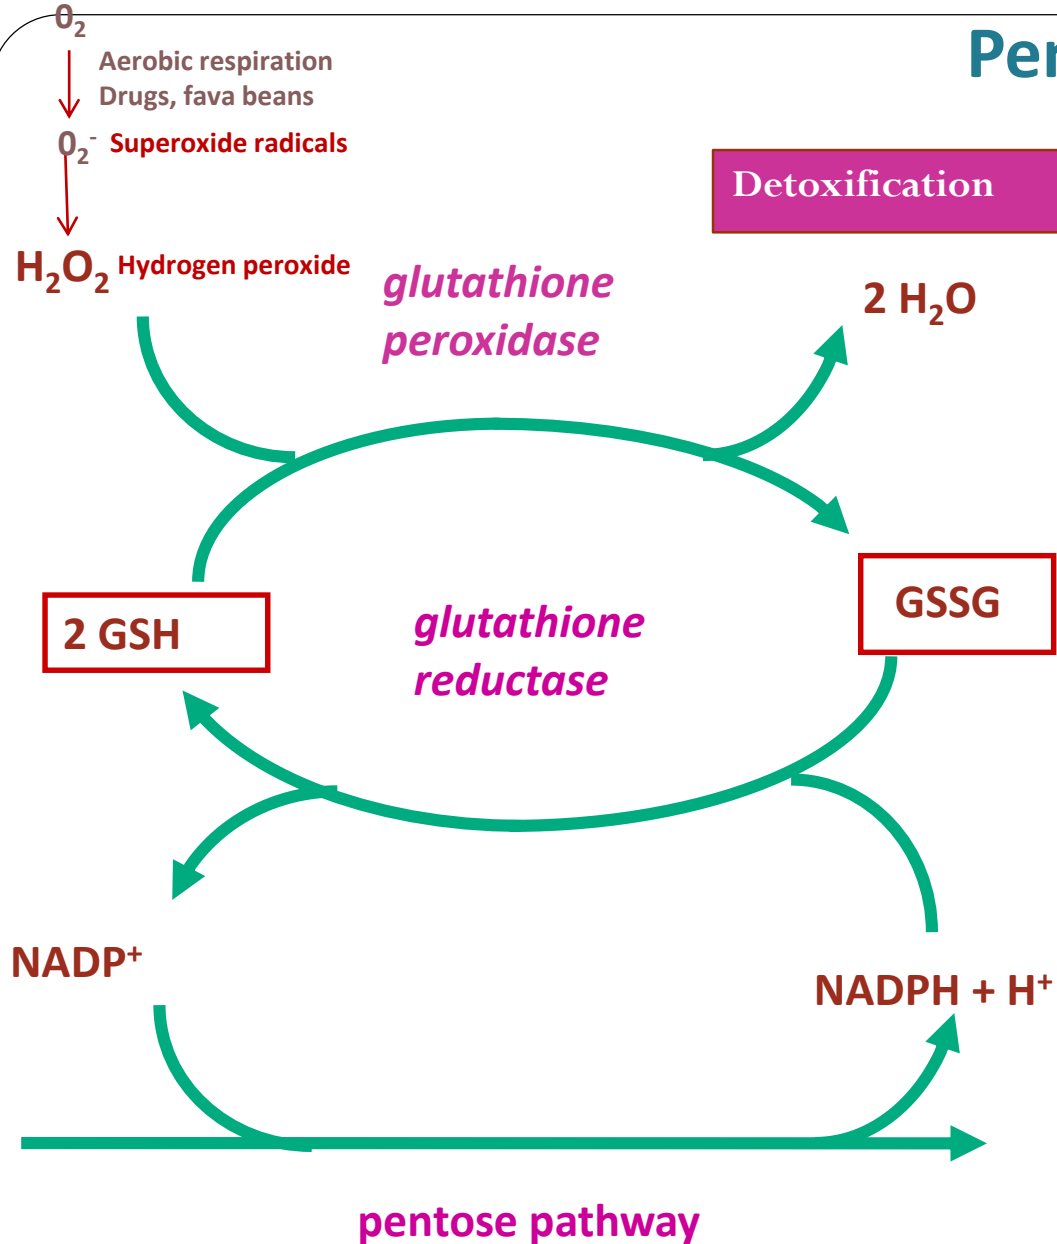 O₂
Per
Aerobic respiration
Drugs, fava beans
O₂⁻ Superoxide radicals
Detoxification
H₂O₂ Hydrogen peroxide
glutathione
peroxidase
2 H₂O
2 GSH
glutathione
reductase
GSSG
NADP⁺
NADPH + H⁺
pentose pathway